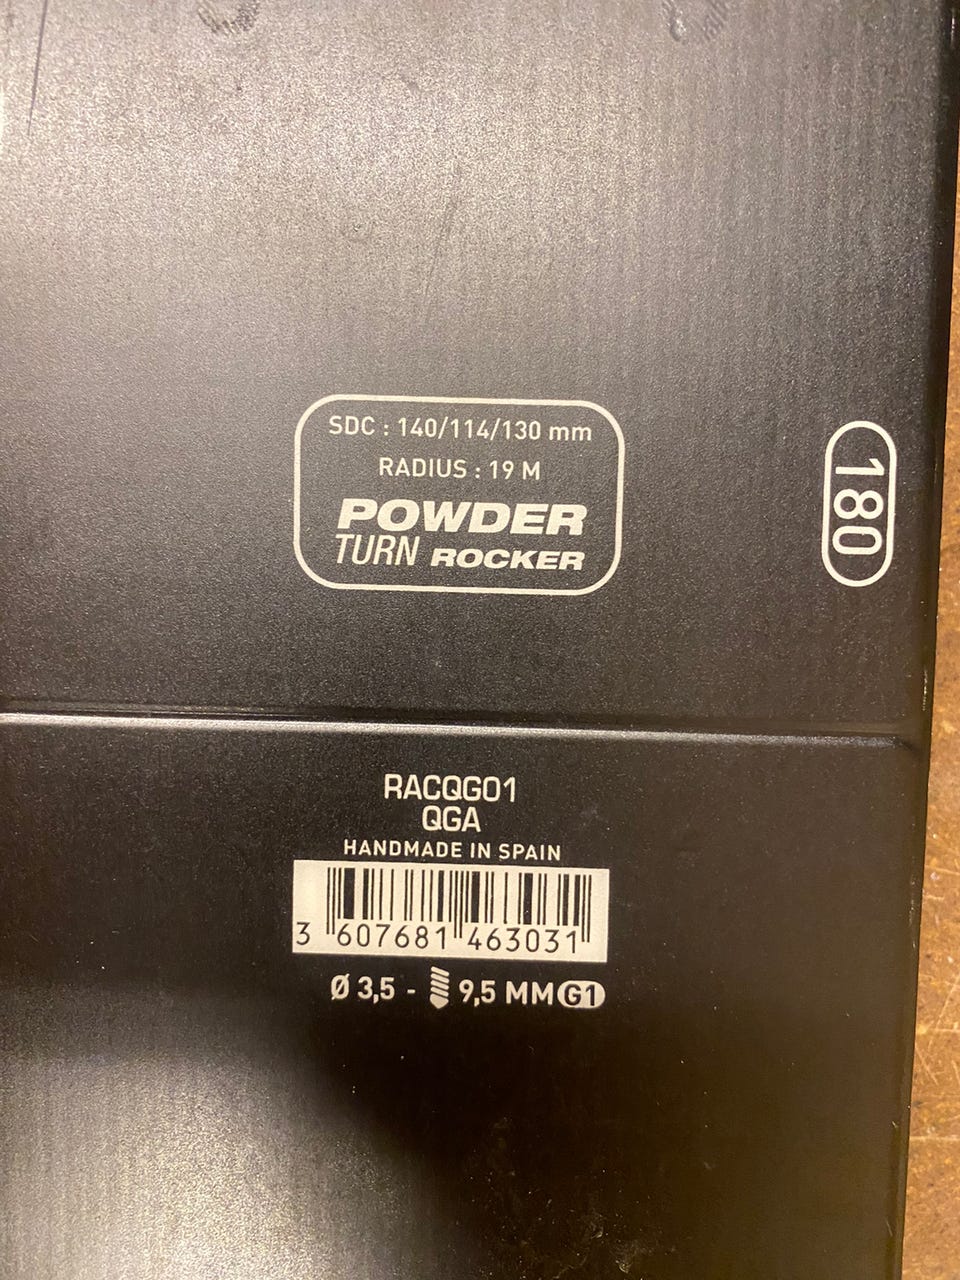 SDC : 140/114/130 mm
RADIUS : 19 M
POWDER
TURN ROCKER
180
RACQG01
QGA
HANDMADE IN SPAIN
3 607681 463031
Ø 3,5 - 9,5 MM G1